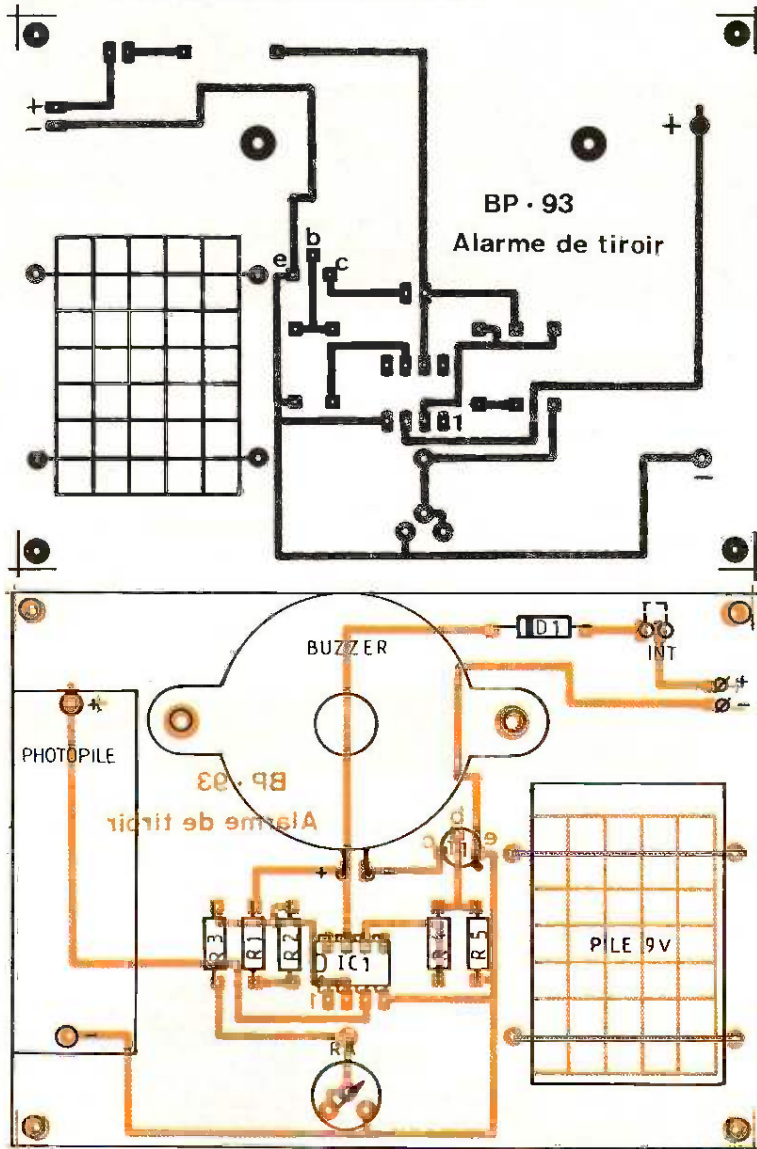 +
-
+
BP · 93
Alarme de tiroir
b
e
c
1
-
BUZZER
D1
INT
+
-
+
PHOTOPILE
BP · 93
Alarme de tiroir
b
c
T1
e
+
R3
R1
R2
IC1
R4
R5
PILE 9V
1
-